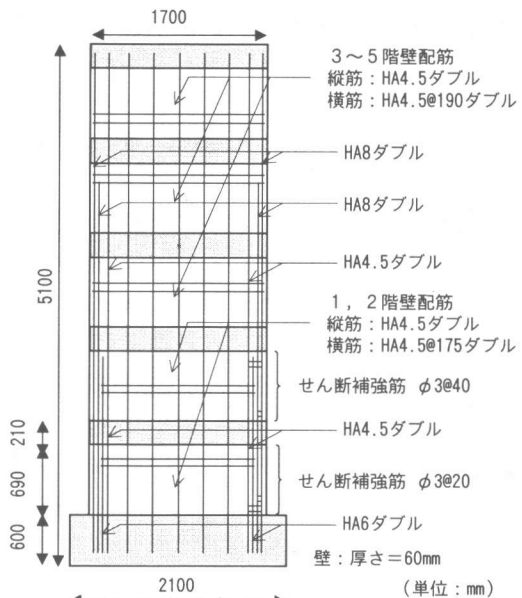 1700
3～5階壁配筋
縦筋：HA4.5ダブル
横筋：HA4.5@190ダブル
HA8ダブル
HA8ダブル
HA4.5ダブル
5100
1，2階壁配筋
縦筋：HA4.5ダブル
横筋：HA4.5@175ダブル
せん断補強筋 φ3@40
210
HA4.5ダブル
690
せん断補強筋 φ3@20
600
HA6ダブル
壁：厚さ＝60mm
2100
（単位：mm）